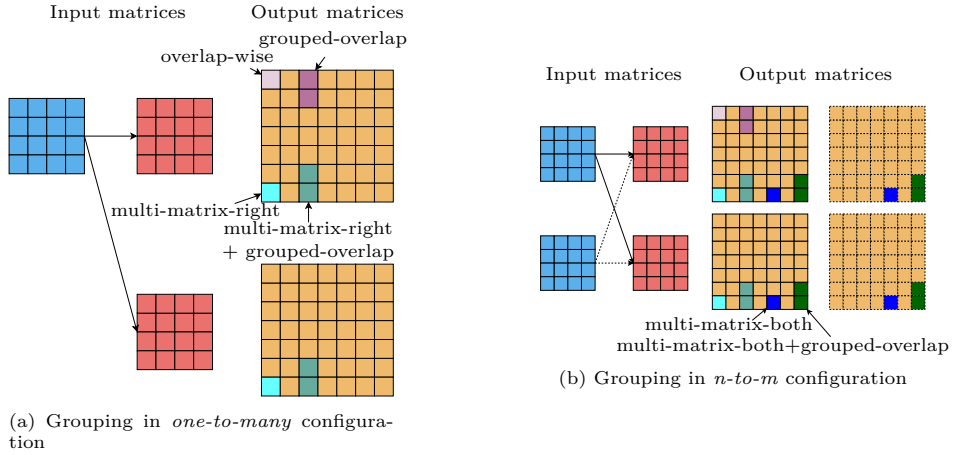 Input matrices
Output matrices
grouped-overlap
overlap-wise
multi-matrix-right
multi-matrix-right
+ grouped-overlap
(a) Grouping in one-to-many configura-
tion
Input matrices
Output matrices
multi-matrix-both
multi-matrix-both+grouped-overlap
(b) Grouping in n-to-m configuration